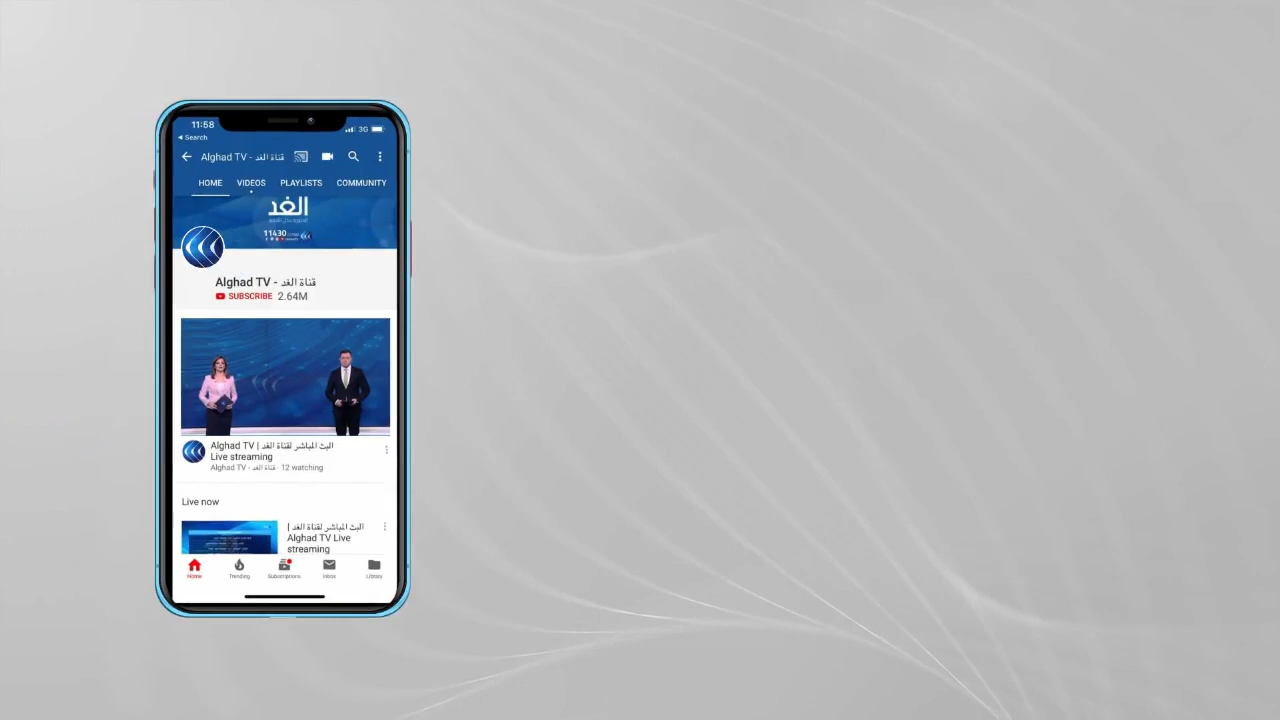 11:58
3G
Search
Alghad TV - قناة الغد
HOME VIDEOS PLAYLISTS COMMUNITY
الغد
11430
Alghad TV - قناة الغد
SUBSCRIBE 2.64M
Alghad TV | البث المباشر لقناة الغد
Live streaming
Alghad TV - قناة الغد · 12 watching
Live now
البث المباشر لقناة الغد |
Alghad TV Live
streaming
Home Trending Subscriptions Inbox Library